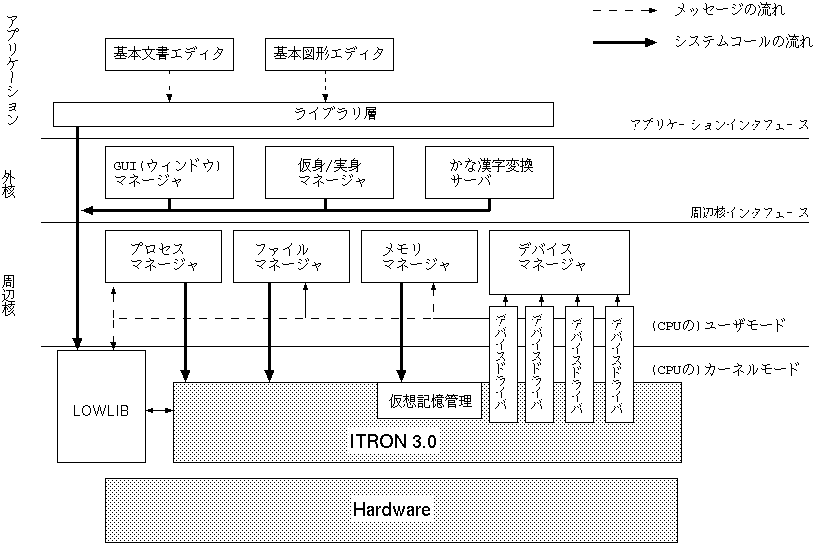 アプリケーション
メッセージの流れ
システムコールの流れ
基本文書エディタ
基本図形エディタ
ライブラリ層
アプリケーションインタフェース
外核
GUI(ウィンドウ)
マネージャ
仮身/実身
マネージャ
かな漢字変換
サーバ
周辺核インタフェース
周辺核
プロセス
マネージャ
ファイル
マネージャ
メモリ
マネージャ
デバイス
マネージャ
デバイスドライバ
デバイスドライバ
デバイスドライバ
デバイスドライバ
(CPUの)ユーザモード
(CPUの)カーネルモード
LOWLIB
仮想記憶管理
ITRON 3.0
Hardware